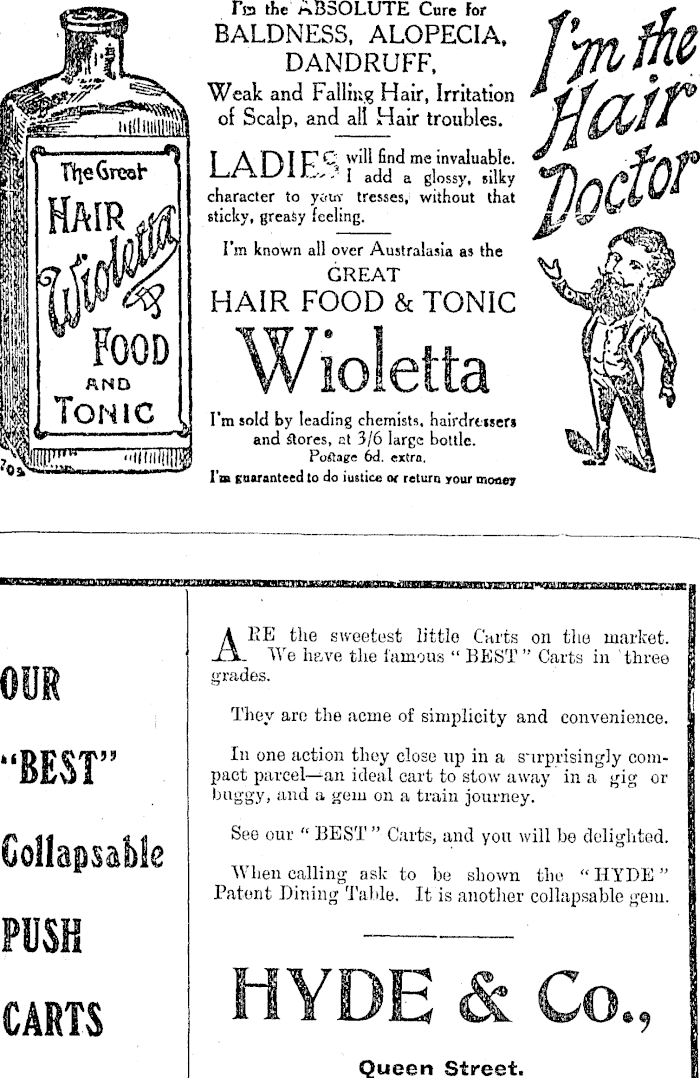 The Great
HAIR
Wioletta
FOOD
AND
TONIC
I'm the ABSOLUTE Cure for
BALDNESS, ALOPECIA,
DANDRUFF,
Weak and Falling Hair, Irritation
of Scalp, and all Hair troubles.
LADIES will find me invaluable.
I add a glossy, silky
character to your tresses, without that
sticky, greasy feeling.
I'm known all over Australasia as the
GREAT
HAIR FOOD & TONIC
Wioletta
I'm sold by leading chemists, hairdressers
and stores, at 3/6 large bottle.
Postage 6d. extra.
I'm guaranteed to do justice or return your money
I'm the
Hair
Doctor
OUR
"BEST"
Collapsable
PUSH
CARTS
ARE the sweetest little Carts on the market.
We have the famous "BEST" Carts in three
grades.
They are the acme of simplicity and convenience.
In one action they close up in a surprisingly com-
pact parcel—an ideal cart to stow away in a gig or
buggy, and a gem on a train journey.
See our "BEST" Carts, and you will be delighted.
When calling ask to be shown the "HYDE"
Patent Dining Table. It is another collapsable gem.
HYDE & Co.,
Queen Street.